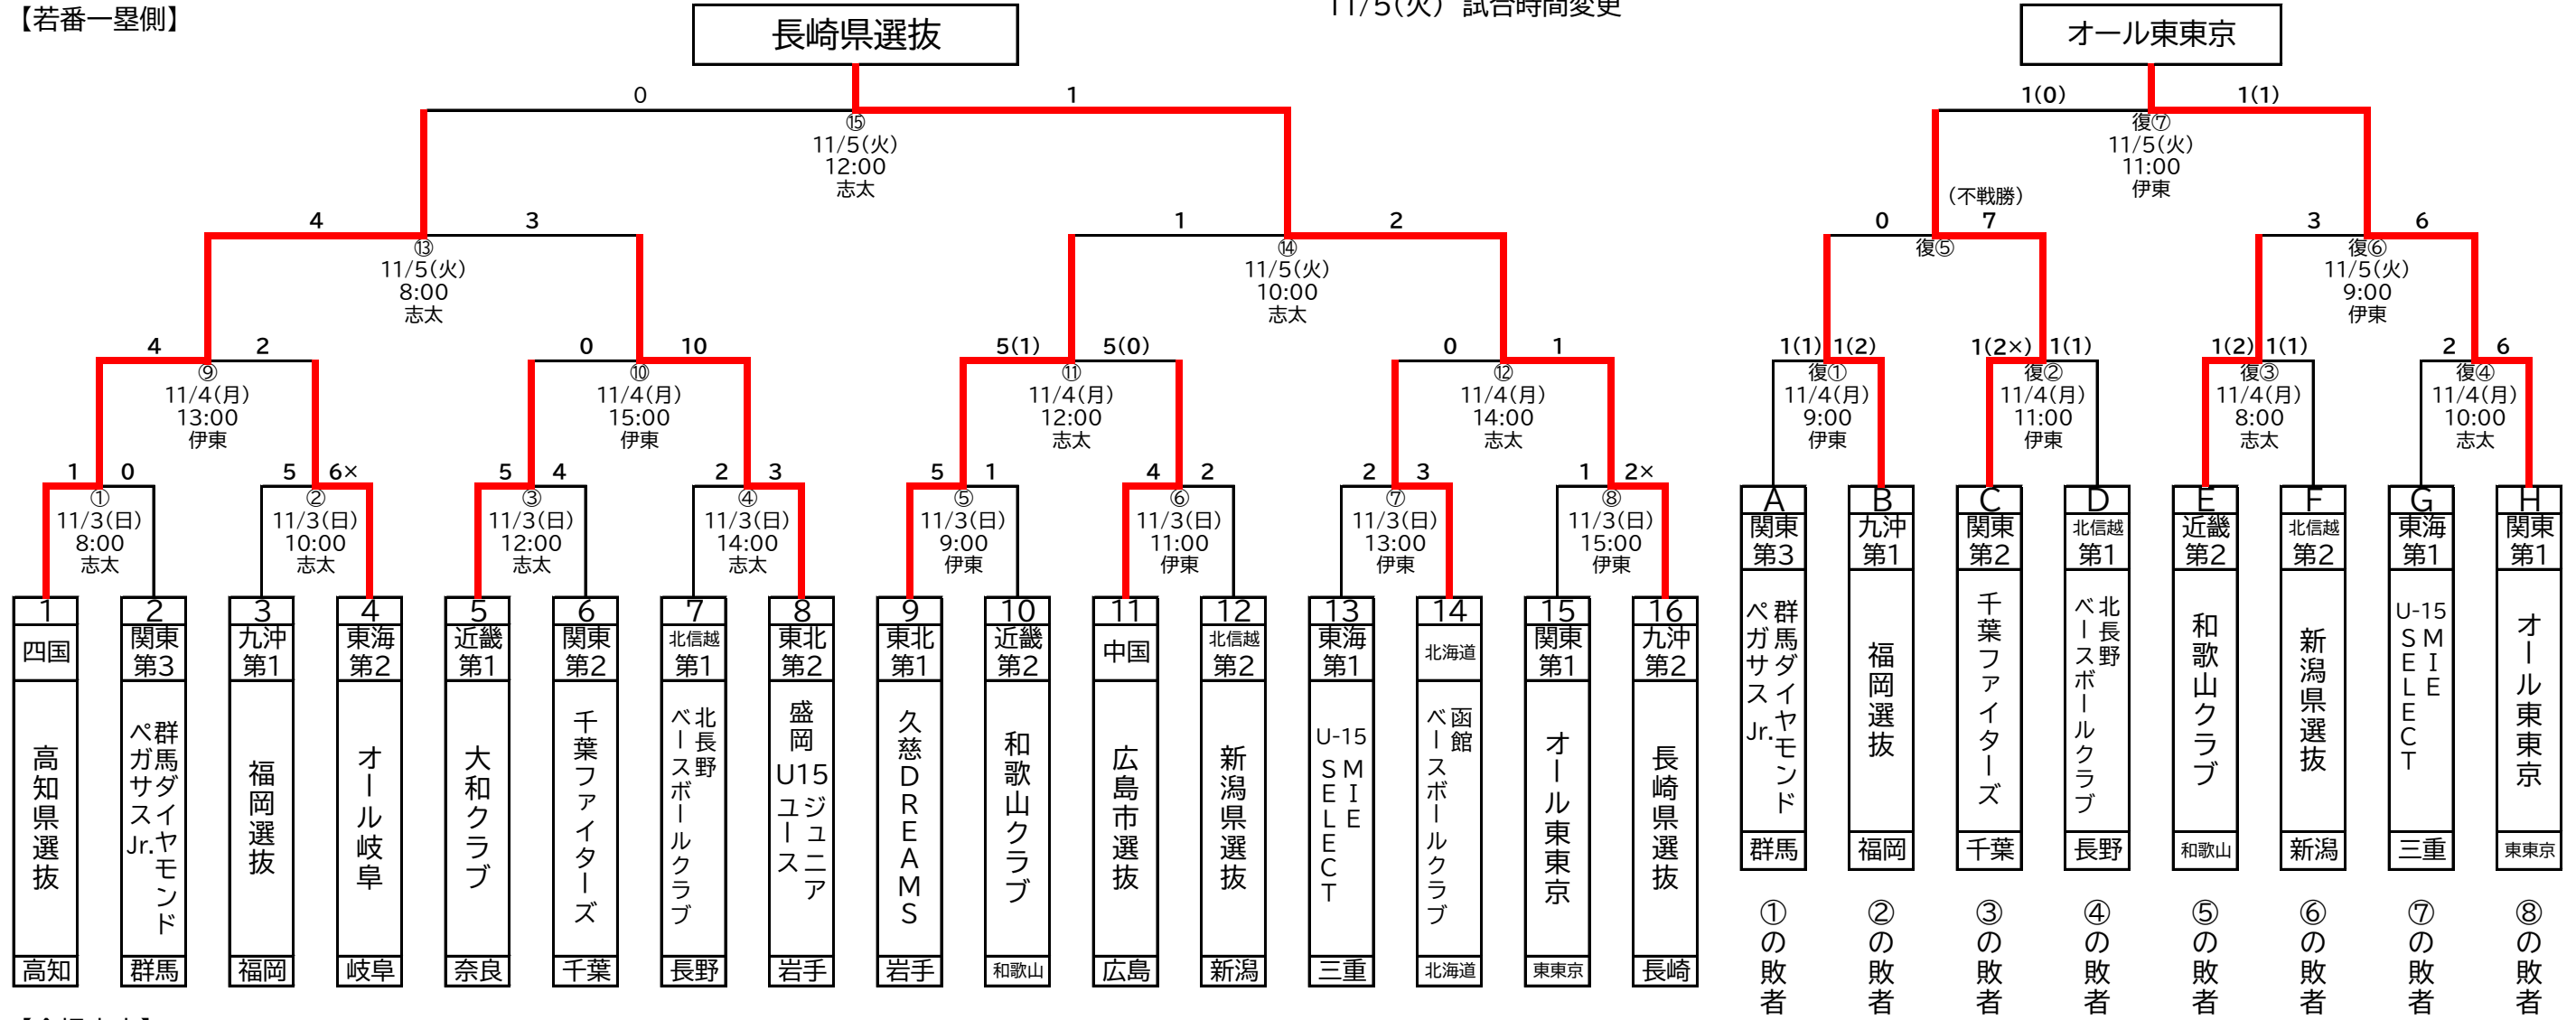 【若番一塁側】
11/5(火) 試合時間変更
長崎県選抜
オール東東京
0
1
⑮
11/5(火)
12:00
志太
1(0)
1(1)
復⑦
11/5(火)
11:00
伊東
4
3
⑬
11/5(火)
8:00
志太
1
2
⑭
11/5(火)
10:00
志太
(不戦勝)
0
7
復⑤
3
6
復⑥
11/5(火)
9:00
伊東
4
2
⑨
11/4(月)
13:00
伊東
0
10
⑩
11/4(月)
15:00
伊東
5(1)
5(0)
⑪
11/4(月)
12:00
志太
0
1
⑫
11/4(月)
14:00
志太
1(1)
1(2)
復①
11/4(月)
9:00
伊東
1(2×)
1(1)
復②
11/4(月)
11:00
伊東
1(2)
1(1)
復③
11/4(月)
8:00
志太
2
6
復④
11/4(月)
10:00
志太
1
0
①
11/3(日)
8:00
志太
5
6×
②
11/3(日)
10:00
志太
5
4
③
11/3(日)
12:00
志太
2
3
④
11/3(日)
14:00
志太
5
1
⑤
11/3(日)
9:00
伊東
4
2
⑥
11/3(日)
11:00
伊東
2
3
⑦
11/3(日)
13:00
伊東
1
2×
⑧
11/3(日)
15:00
伊東
1
四国
高知県選抜
高知
2
関東
第3
群馬ダイヤモンド
ペガサスJr.
群馬
3
九沖
第1
福岡選抜
福岡
4
東海
第2
オール岐阜
岐阜
5
近畿
第1
大和クラブ
奈良
6
関東
第2
千葉ファイターズ
千葉
7
北信越
第1
北長野
ベースボールクラブ
長野
8
東北
第2
盛岡
U15
ジュニア
ユース
岩手
9
東北
第1
久慈DREAMS
岩手
10
近畿
第2
和歌山クラブ
和歌山
11
中国
広島市選抜
広島
12
北信越
第2
新潟県選抜
新潟
13
東海
第1
U-15
MIE
SELECT
三重
14
北海道
函館
ベースボールクラブ
北海道
15
関東
第1
オール東東京
東東京
16
九沖
第2
長崎県選抜
長崎
A
関東
第3
群馬ダイヤモンド
ペガサスJr.
群馬
①の敗者
B
九沖
第1
福岡選抜
福岡
②の敗者
C
関東
第2
千葉ファイターズ
千葉
③の敗者
D
北信越
第1
北長野
ベースボールクラブ
長野
④の敗者
E
近畿
第2
和歌山クラブ
和歌山
⑤の敗者
F
北信越
第2
新潟県選抜
新潟
⑥の敗者
G
東海
第1
U-15
MIE
SELECT
三重
⑦の敗者
H
関東
第1
オール東東京
東東京
⑧の敗者